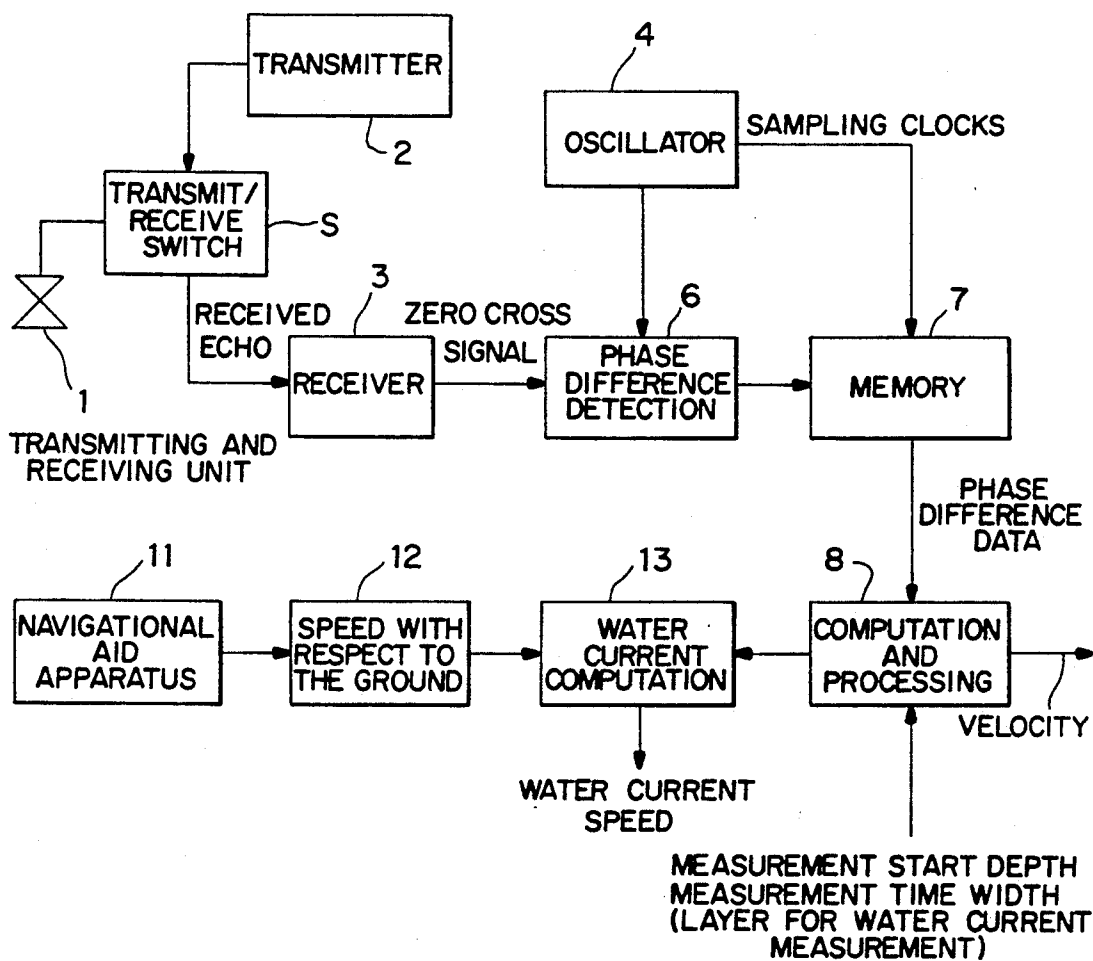 TRANSMITTER
2
4
OSCILLATOR
SAMPLING CLOCKS
TRANSMIT/
RECEIVE
SWITCH
S
1
TRANSMITTING AND
RECEIVING UNIT
RECEIVED
ECHO
3
RECEIVER
ZERO CROSS
SIGNAL
6
PHASE
DIFFERENCE
DETECTION
7
MEMORY
PHASE
DIFFERENCE
DATA
11
NAVIGATIONAL
AID
APPARATUS
12
SPEED WITH
RESPECT TO
THE GROUND
13
WATER
CURRENT
COMPUTATION
8
COMPUTATION
AND
PROCESSING
VELOCITY
WATER CURRENT
SPEED
MEASUREMENT START DEPTH
MEASUREMENT TIME WIDTH
(LAYER FOR WATER CURRENT
MEASUREMENT)